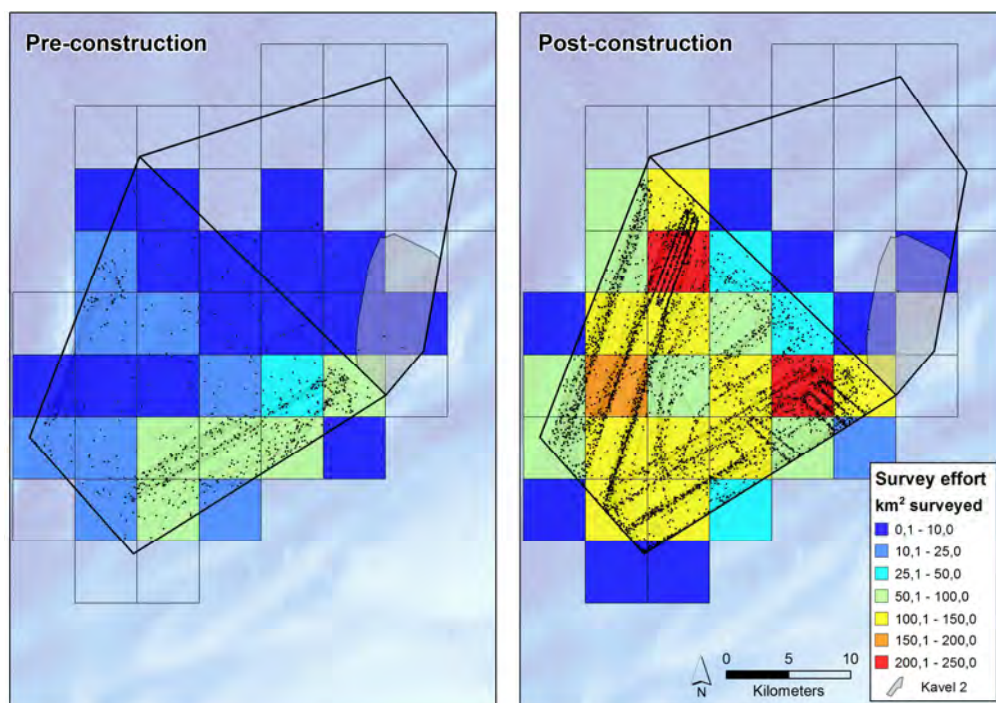 Pre-construction
Post-construction
Survey effort
km² surveyed
0,1 - 10,0
10,1 - 25,0
25,1 - 50,0
50,1 - 100,0
100,1 - 150,0
150,1 - 200,0
200,1 - 250,0
Kavel 2
N
0 5 10
Kilometers